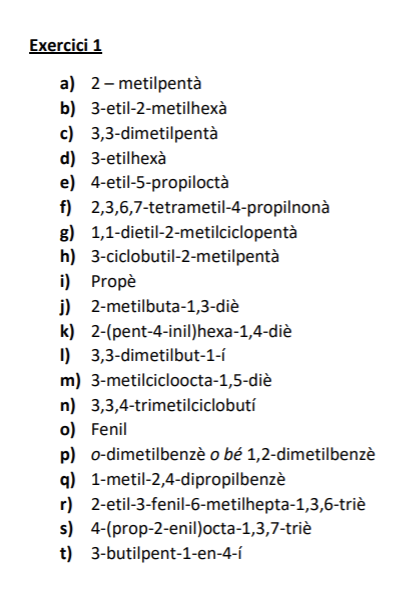 Exercici 1
a) 2 – metilpentà
b) 3-etil-2-metilhexà
c) 3,3-dimetilpentà
d) 3-etilhexà
e) 4-etil-5-propiloctà
f) 2,3,6,7-tetrametil-4-propilnonà
g) 1,1-dietil-2-metilciclopentà
h) 3-ciclobutil-2-metilpentà
i) Propè
j) 2-metilbuta-1,3-diè
k) 2-(pent-4-inil)hexa-1,4-diè
l) 3,3-dimetilbut-1-í
m) 3-metilcicloocta-1,5-diè
n) 3,3,4-trimetilciclobutí
o) Fenil
p) o-dimetilbenzè o bé 1,2-dimetilbenzè
q) 1-metil-2,4-dipropilbenzè
r) 2-etil-3-fenil-6-metilhepta-1,3,6-triè
s) 4-(prop-2-enil)octa-1,3,7-triè
t) 3-butilpent-1-en-4-í